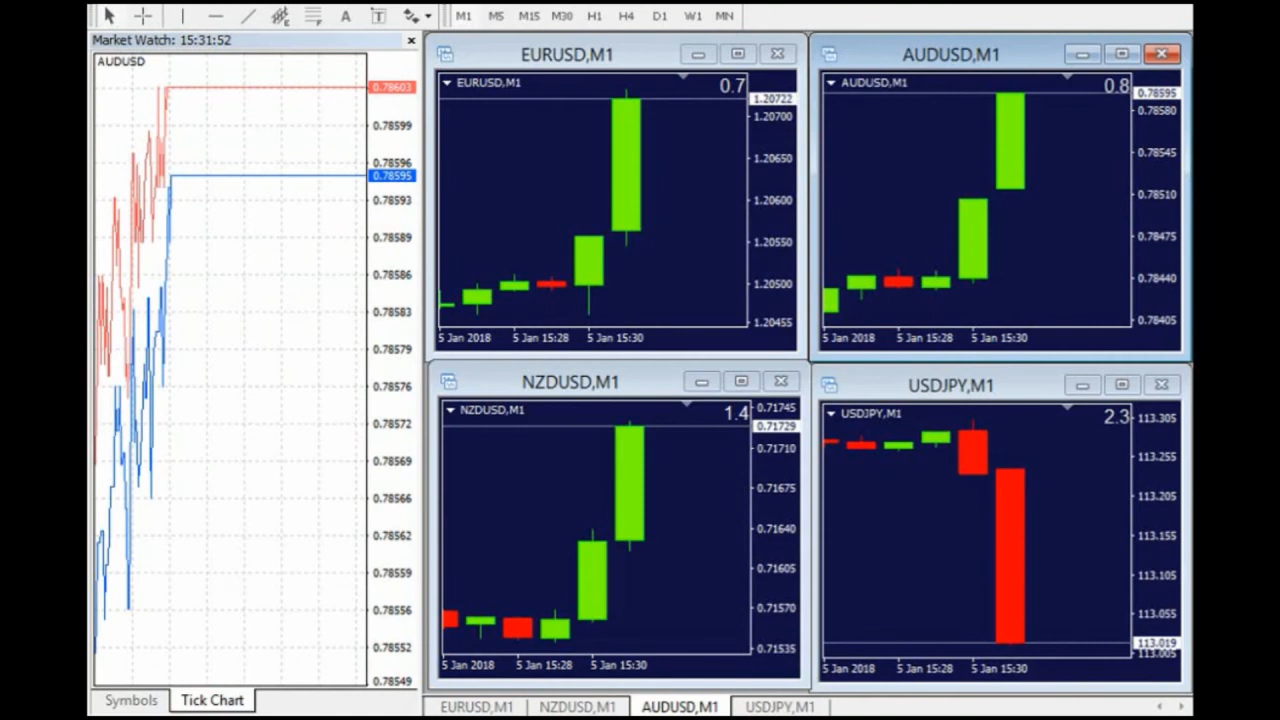 A T M1 M5 M15 M30 H1 H4 D1 W1 MN
Market Watch: 15:31:52
AUDUSD
0.78603
0.78599
0.78596
0.78595
0.78593
0.78589
0.78586
0.78583
0.78579
0.78576
0.78572
0.78569
0.78566
0.78562
0.78559
0.78556
0.78552
0.78549
Symbols Tick Chart
EURUSD,M1
EURUSD,M1 0.7
1.20722
1.20700
1.20650
1.20600
1.20550
1.20500
1.20455
5 Jan 2018 5 Jan 15:28 5 Jan 15:30
AUDUSD,M1
AUDUSD,M1 0.8
0.78595
0.78580
0.78545
0.78510
0.78475
0.78440
0.78405
5 Jan 2018 5 Jan 15:28 5 Jan 15:30
NZDUSD,M1
NZDUSD,M1 1.4
0.71745
0.71729
0.71710
0.71675
0.71640
0.71605
0.71570
0.71535
5 Jan 2018 5 Jan 15:28 5 Jan 15:30
USDJPY,M1
USDJPY,M1 2.3
113.305
113.255
113.205
113.155
113.105
113.055
113.019
113.005
5 Jan 2018 5 Jan 15:28 5 Jan 15:30
EURUSD,M1 NZDUSD,M1 AUDUSD,M1 USDJPY,M1